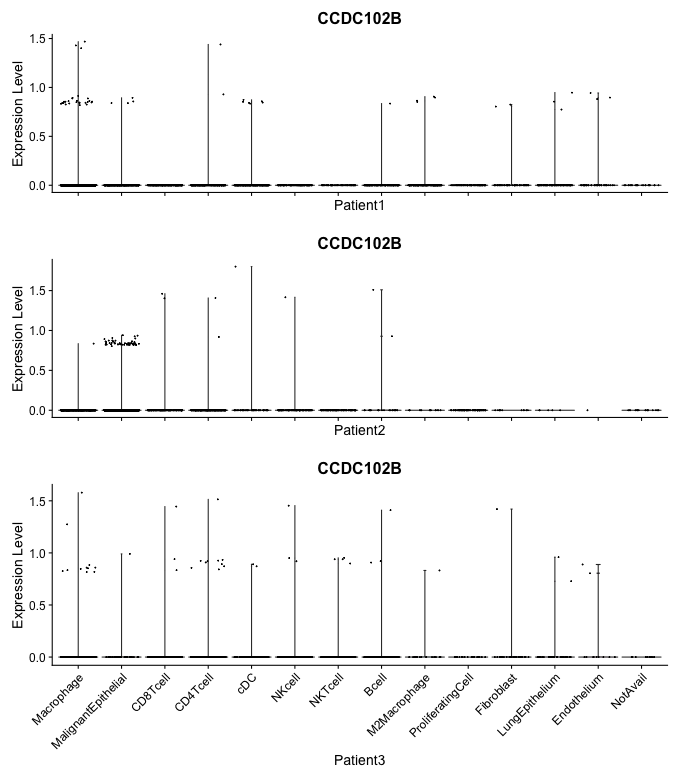 CCDC102B
Expression Level
1.5
1.0
0.5
0.0
Patient1
CCDC102B
Expression Level
1.5
1.0
0.5
0.0
Patient2
CCDC102B
Expression Level
1.5
1.0
0.5
0.0
Macrophage
MalignantEpithelial
CD8Tcell
CD4Tcell
cDC
NKcell
NKTcell
Bcell
M2Macrophage
ProliferatingCell
Fibroblast
LungEpithelium
Endothelium
NotAvail
Patient3